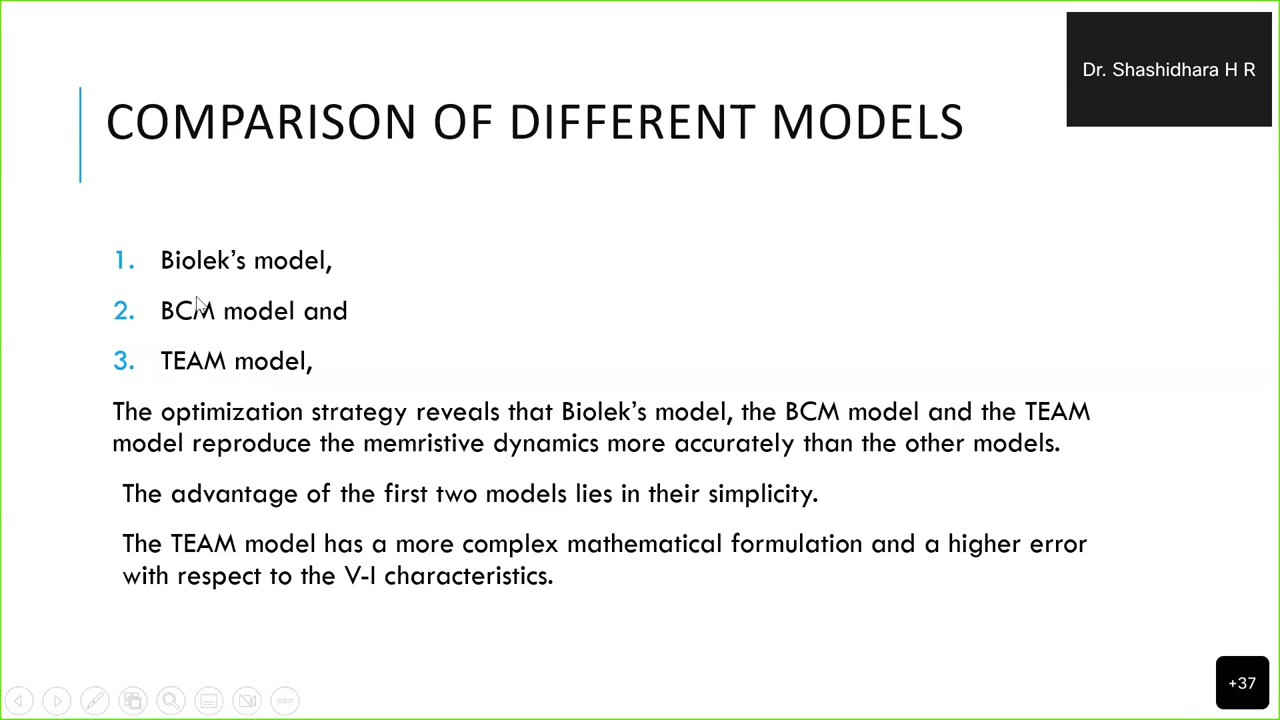 Dr. Shashidhara H R
COMPARISON OF DIFFERENT MODELS
1. Biolek’s model,
2. BCM model and
3. TEAM model,
The optimization strategy reveals that Biolek’s model, the BCM model and the TEAM
model reproduce the memristive dynamics more accurately than the other models.
The advantage of the first two models lies in their simplicity.
The TEAM model has a more complex mathematical formulation and a higher error
with respect to the V-I characteristics.
+37